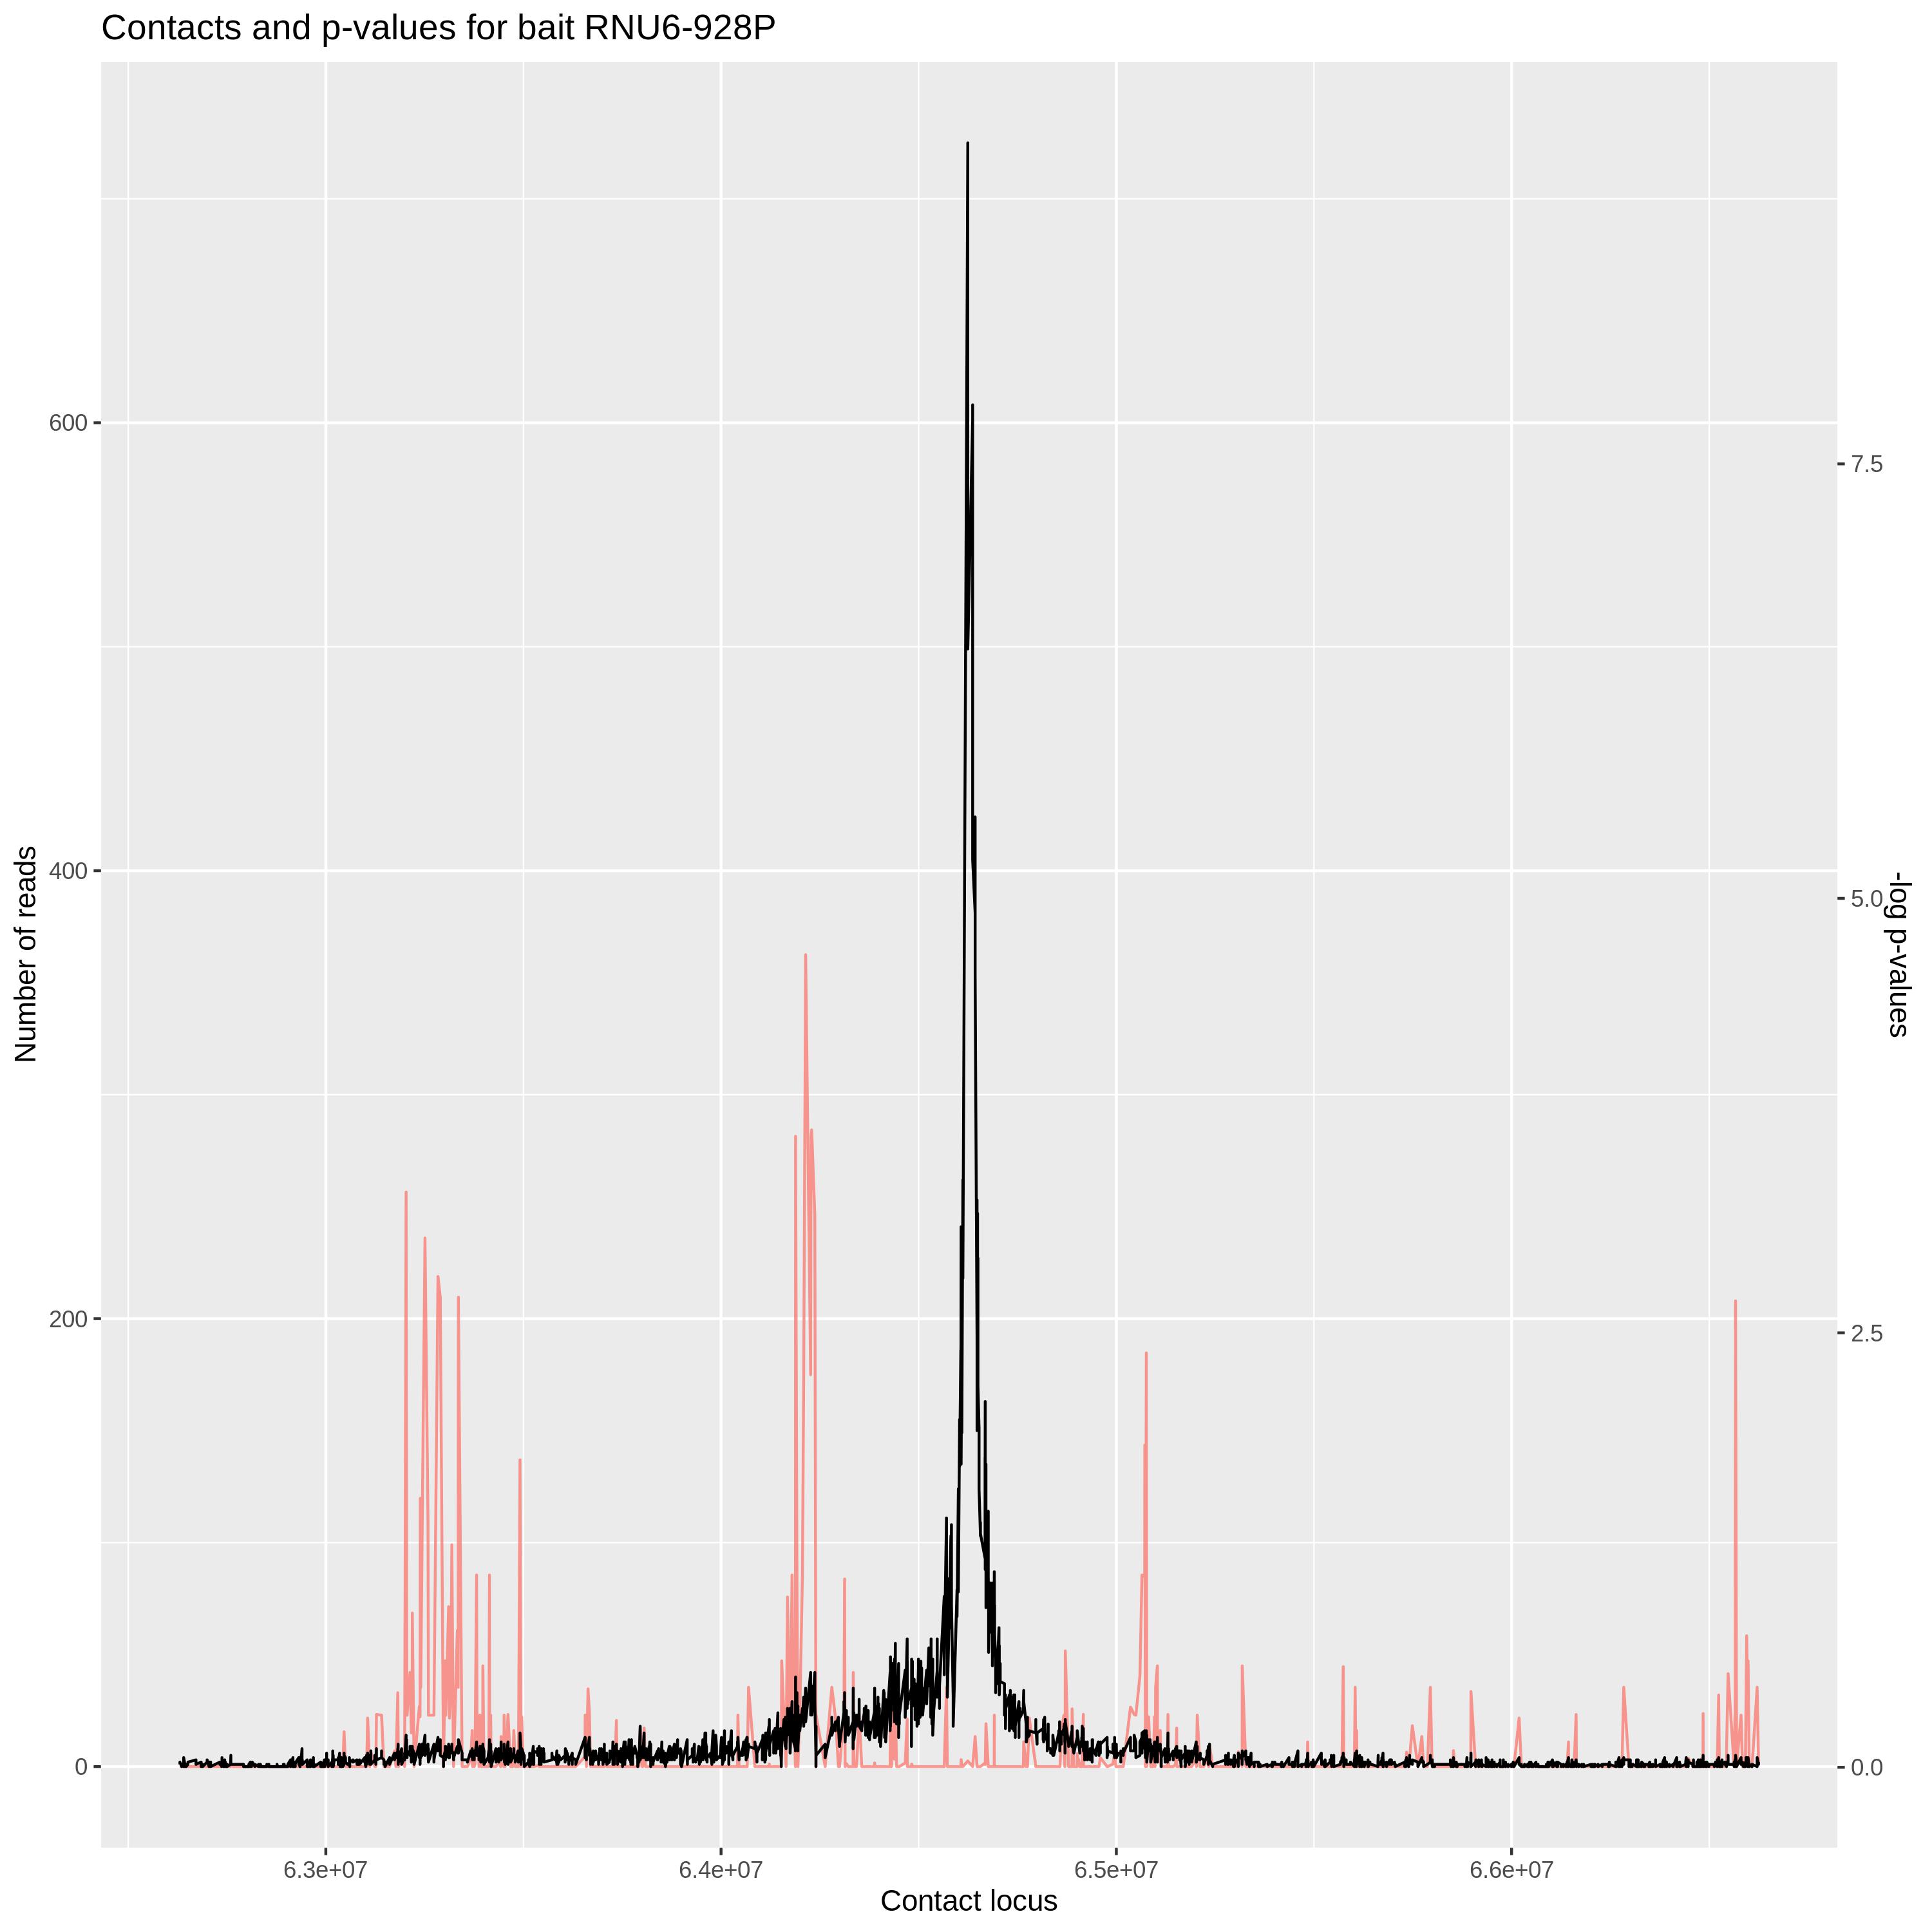 Contacts and p-values for bait RNU6-928P
600
400
200
0
Number of reads
7.5
5.0
2.5
0.0
-log p-values
6.3e+07
6.4e+07
6.5e+07
6.6e+07
Contact locus